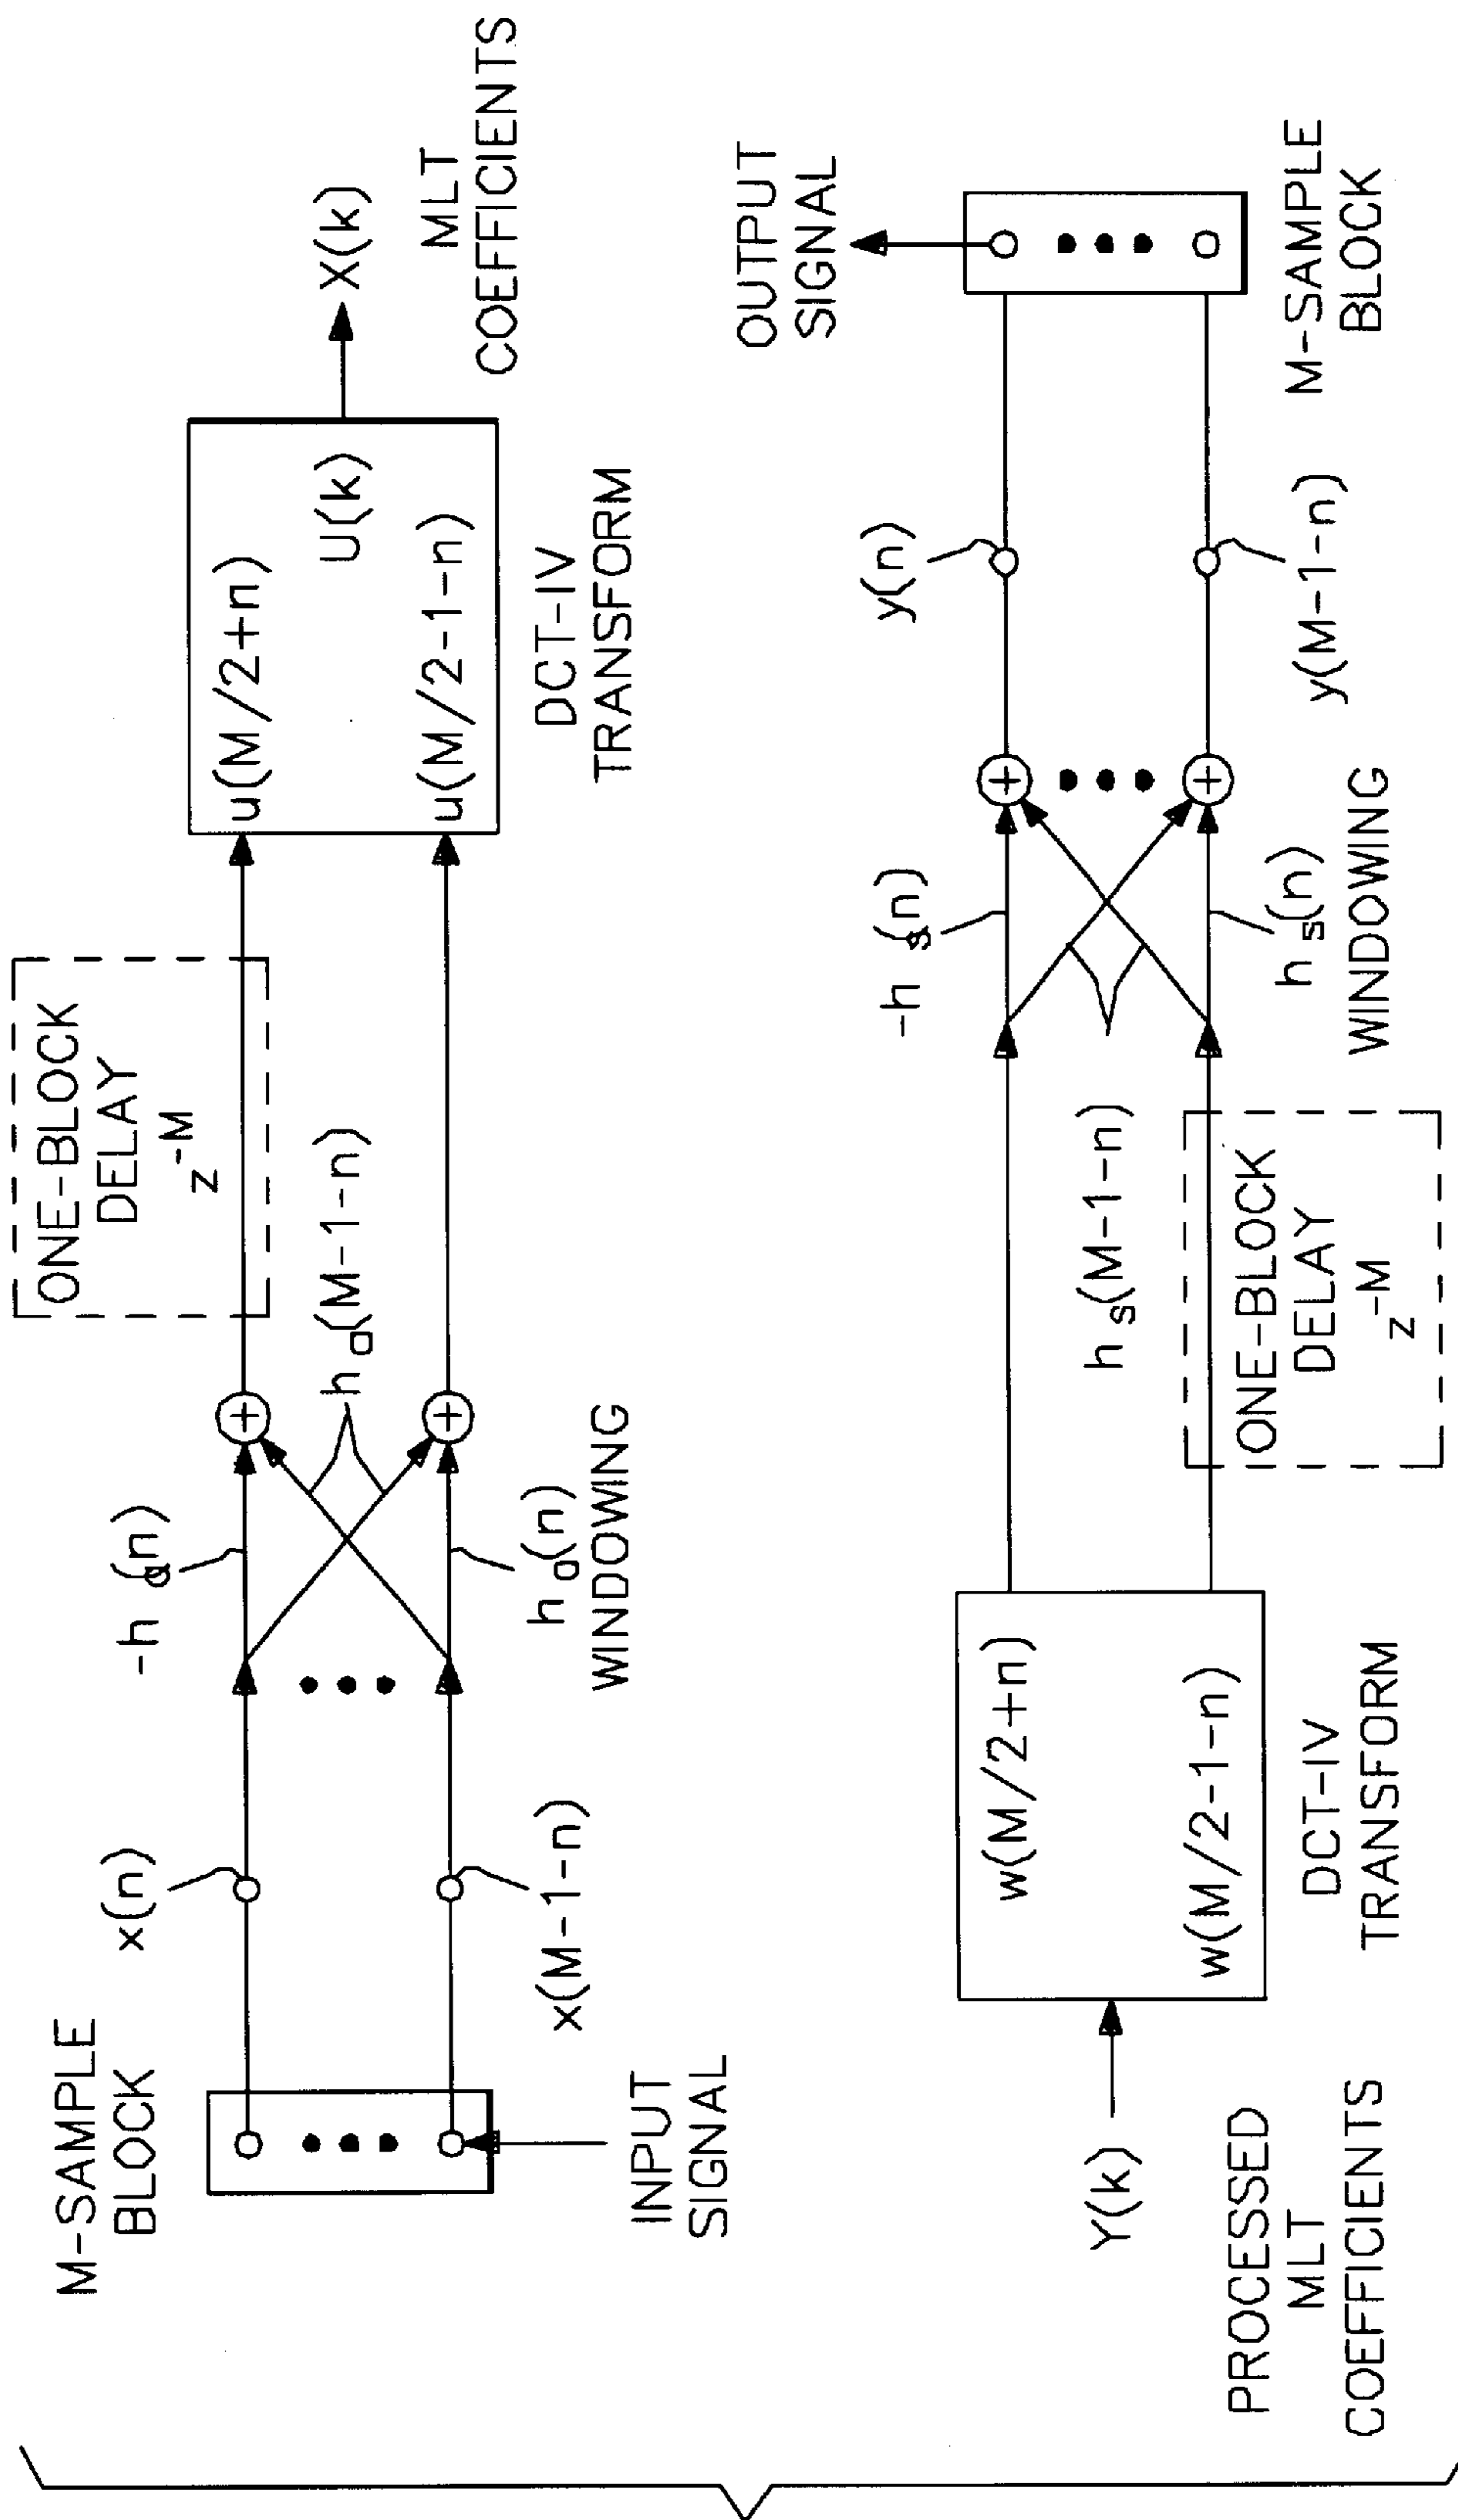 M-SAMPLE
BLOCK
x(n)
-h a(n)
ONE-BLOCK
DELAY
z -M
h a(M-1-n)
u(M/2+n)
U(k)
u(M/2-1-n)
X(k)
MLT
COEFFICIENTS
INPUT
SIGNAL
x(M-1-n)
h a(n)
WINDOWING
DCT-IV
TRANSFORM
PROCESSED
MLT
COEFFICIENTS
Y(k)
w(M/2+n)
w(M/2-1-n)
DCT-IV
TRANSFORM
h s(M-1-n)
ONE-BLOCK
DELAY
z -M
-h s(n)
h s(n)
WINDOWING
y(n)
y(M-1-n)
OUTPUT
SIGNAL
M-SAMPLE
BLOCK